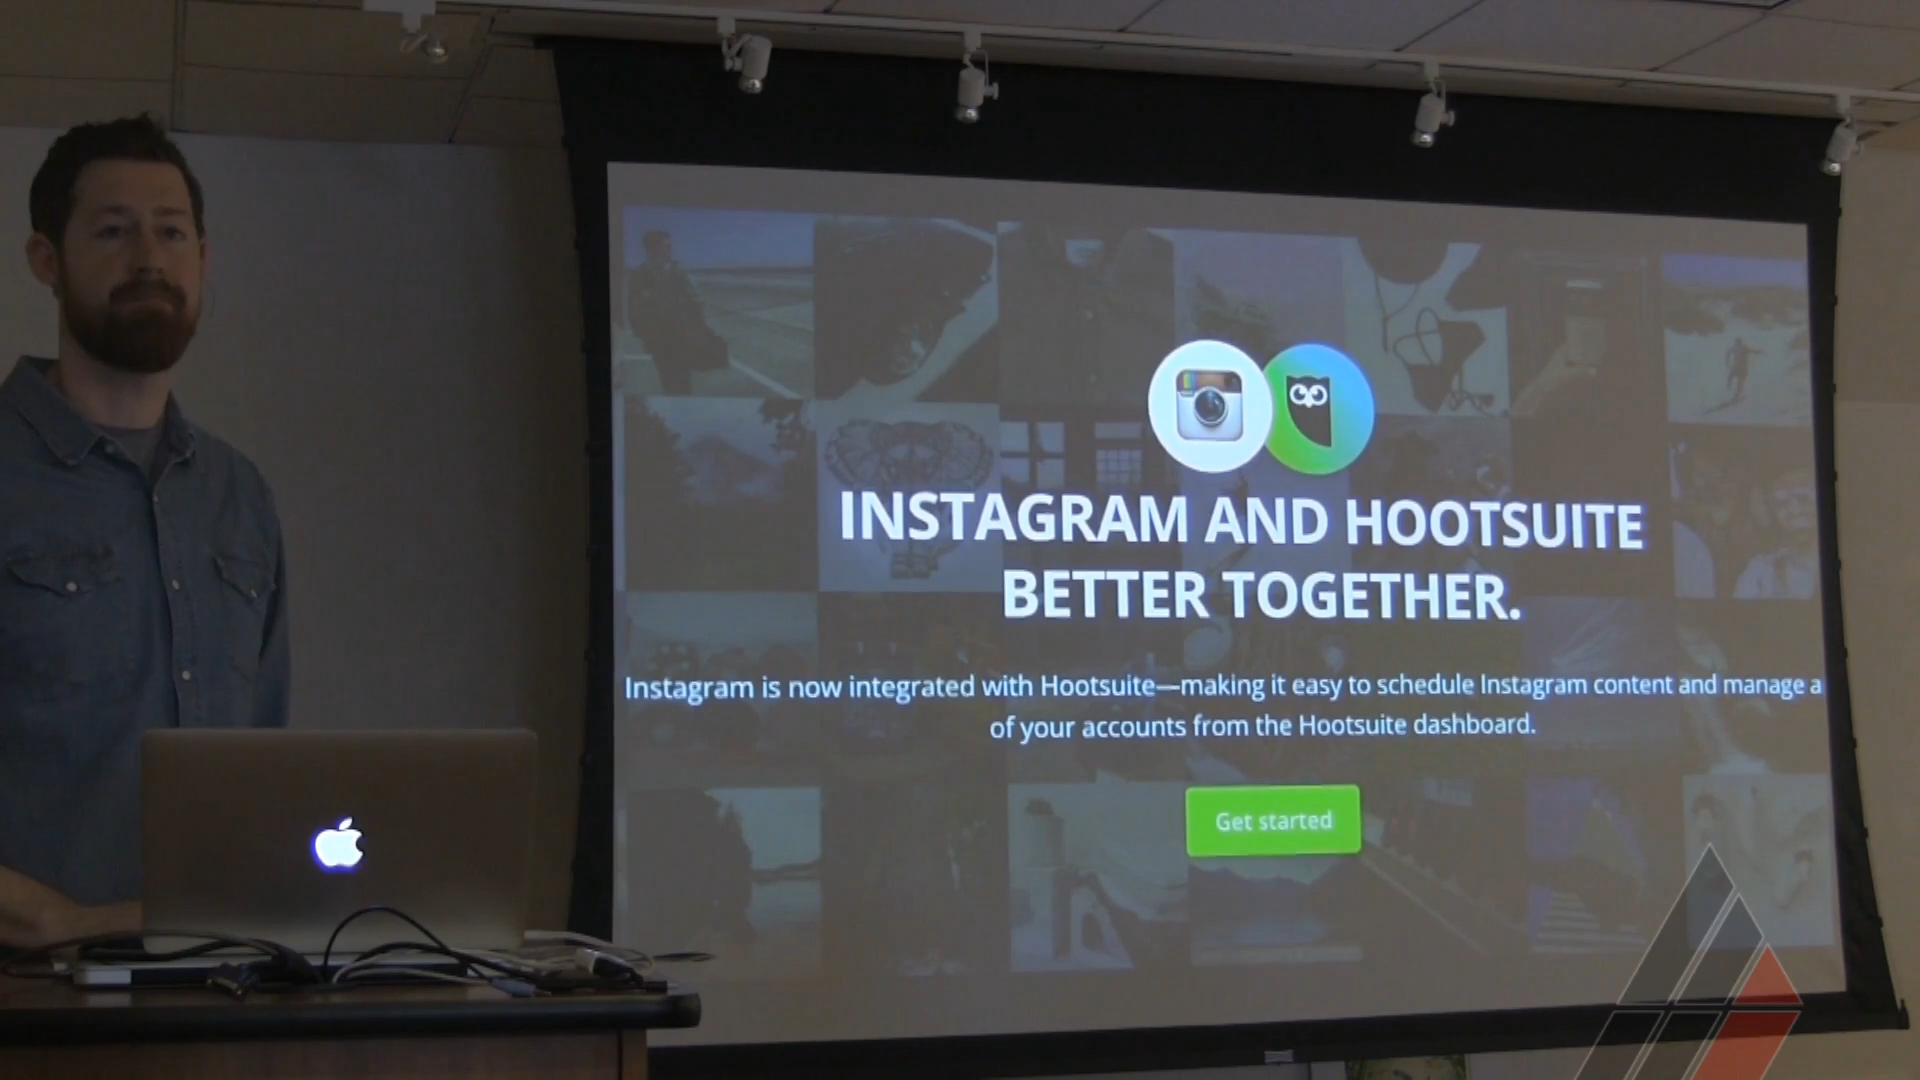 INSTAGRAM AND HOOTSUITE
BETTER TOGETHER.
Instagram is now integrated with Hootsuite—making it easy to schedule Instagram content and manage a
of your accounts from the Hootsuite dashboard.
Get started